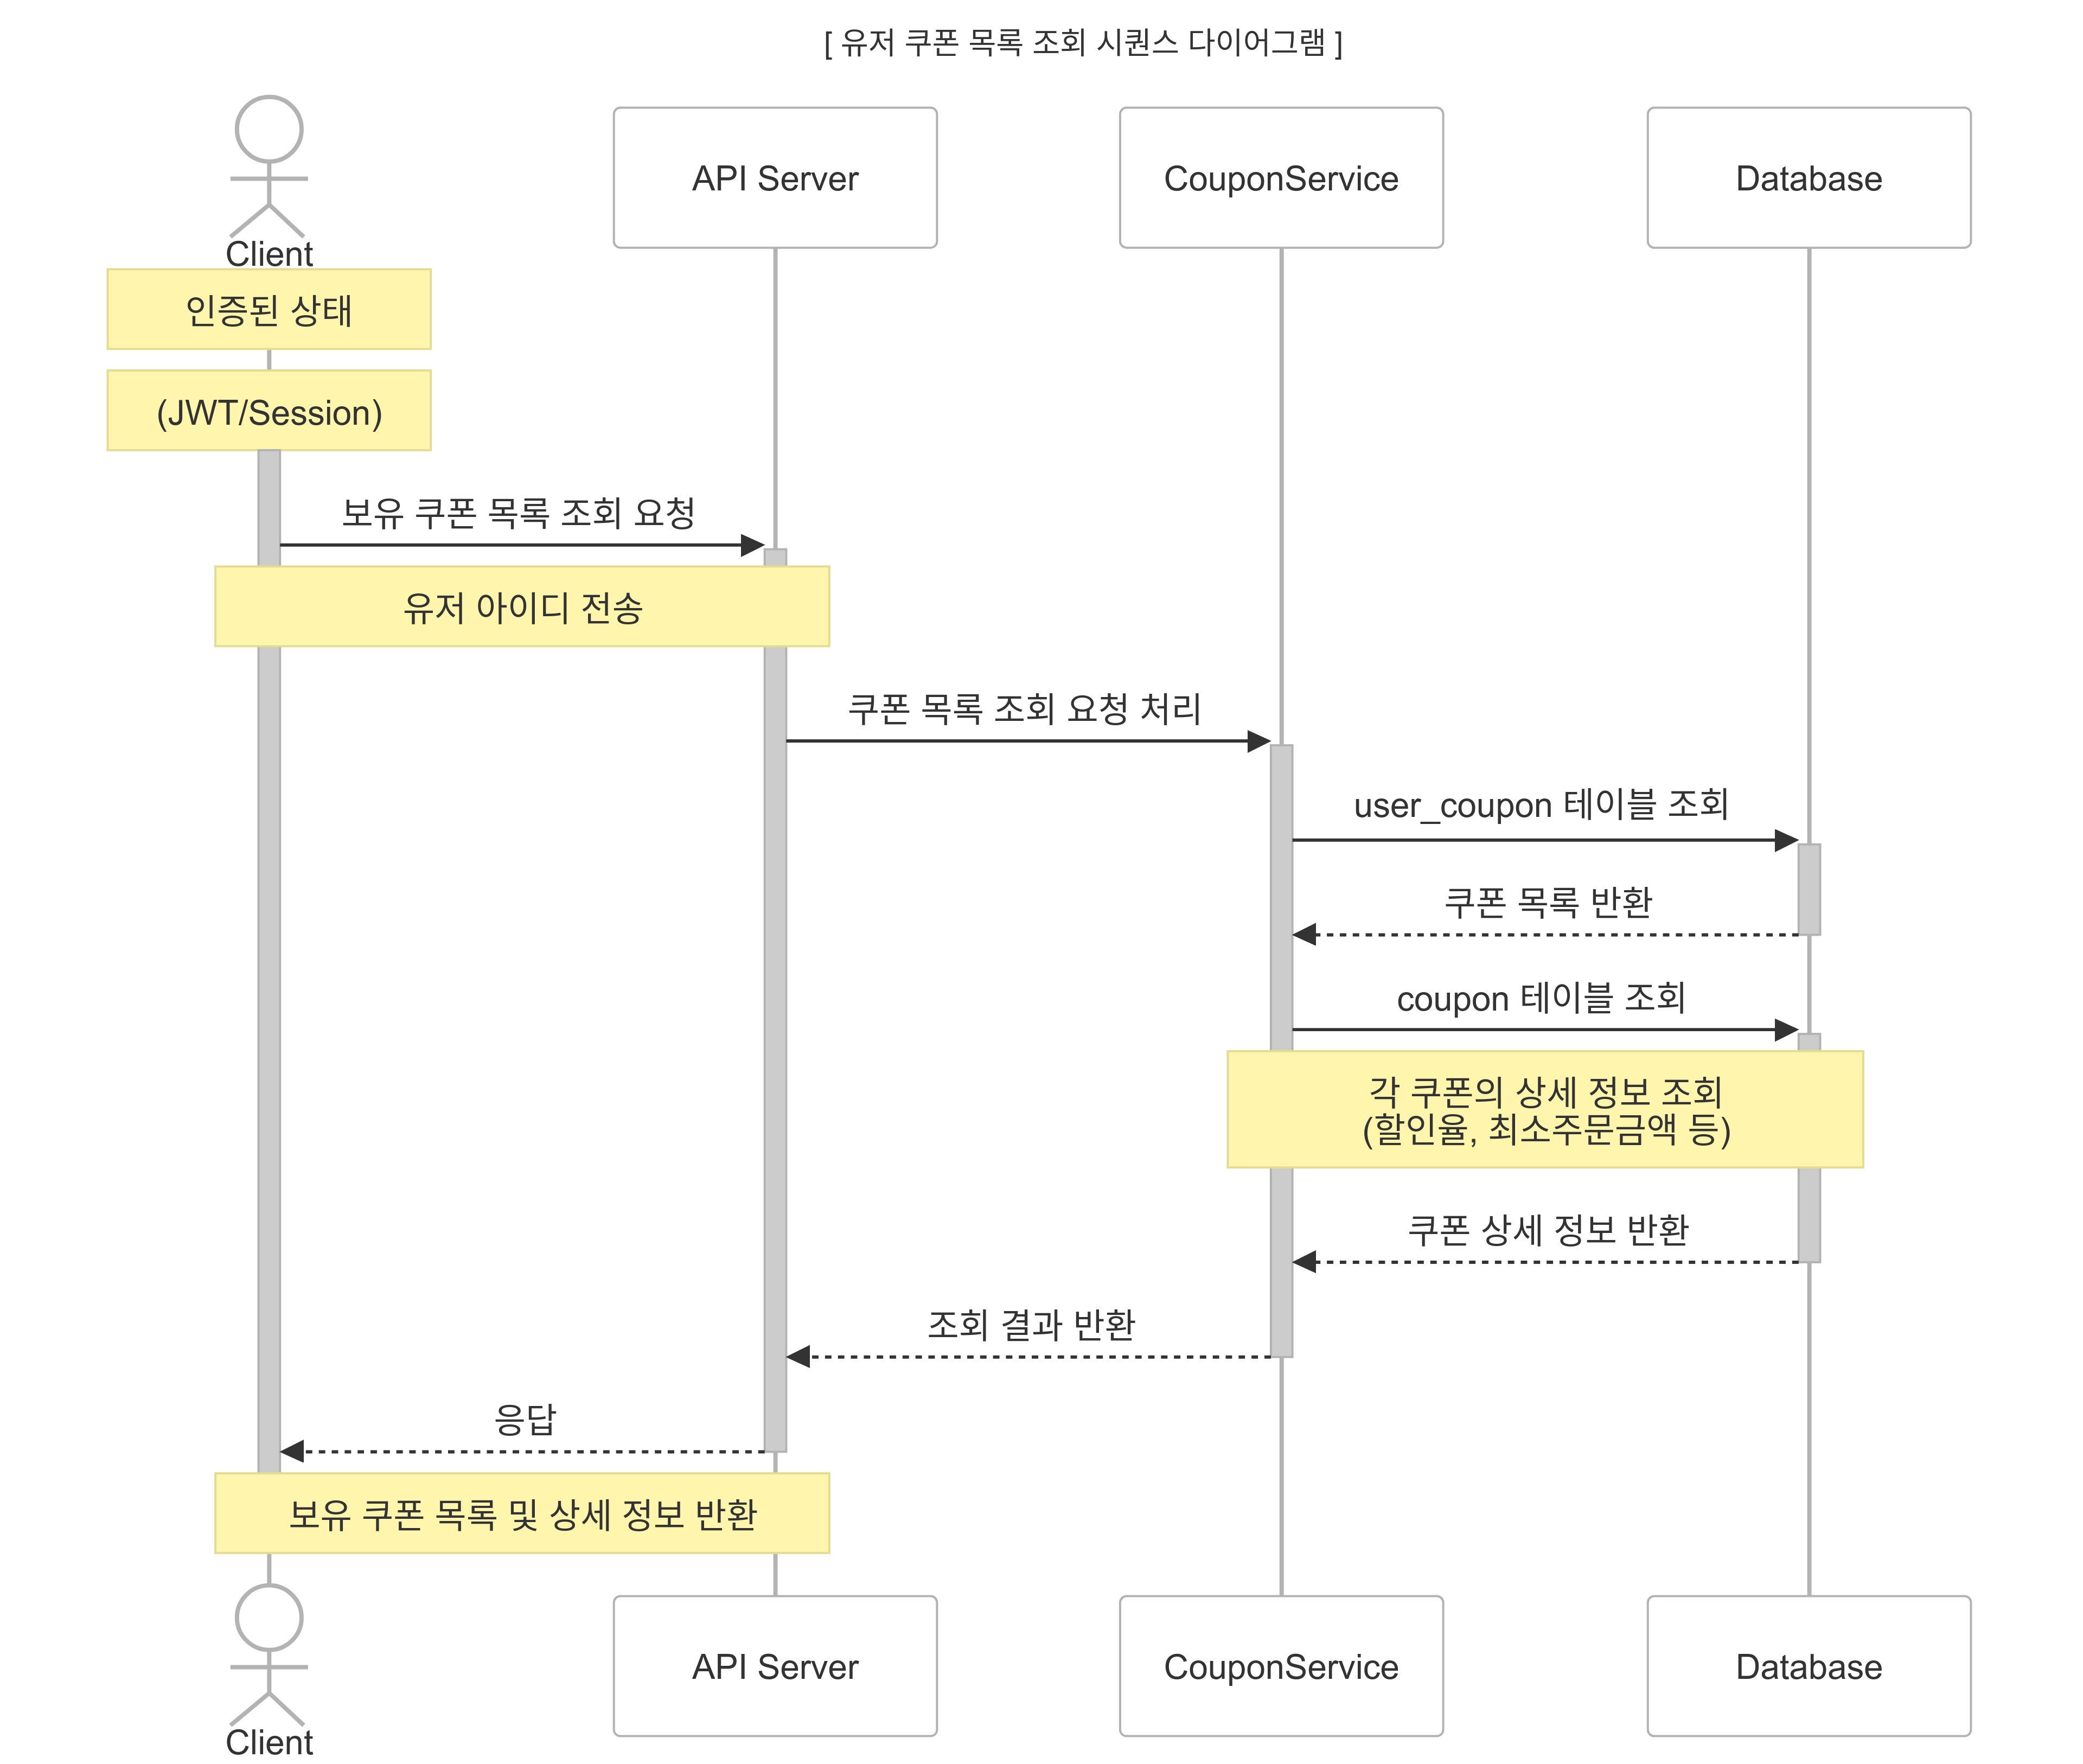 [ 유저 쿠폰 목록 조회 시퀀스 다이어그램 ]
Client
API Server
CouponService
Database
인증된 상태
(JWT/Session)
보유 쿠폰 목록 조회 요청
유저 아이디 전송
쿠폰 목록 조회 요청 처리
user_coupon 테이블 조회
쿠폰 목록 반환
coupon 테이블 조회
각 쿠폰의 상세 정보 조회
(할인율, 최소주문금액 등)
쿠폰 상세 정보 반환
조회 결과 반환
응답
보유 쿠폰 목록 및 상세 정보 반환
Client
API Server
CouponService
Database